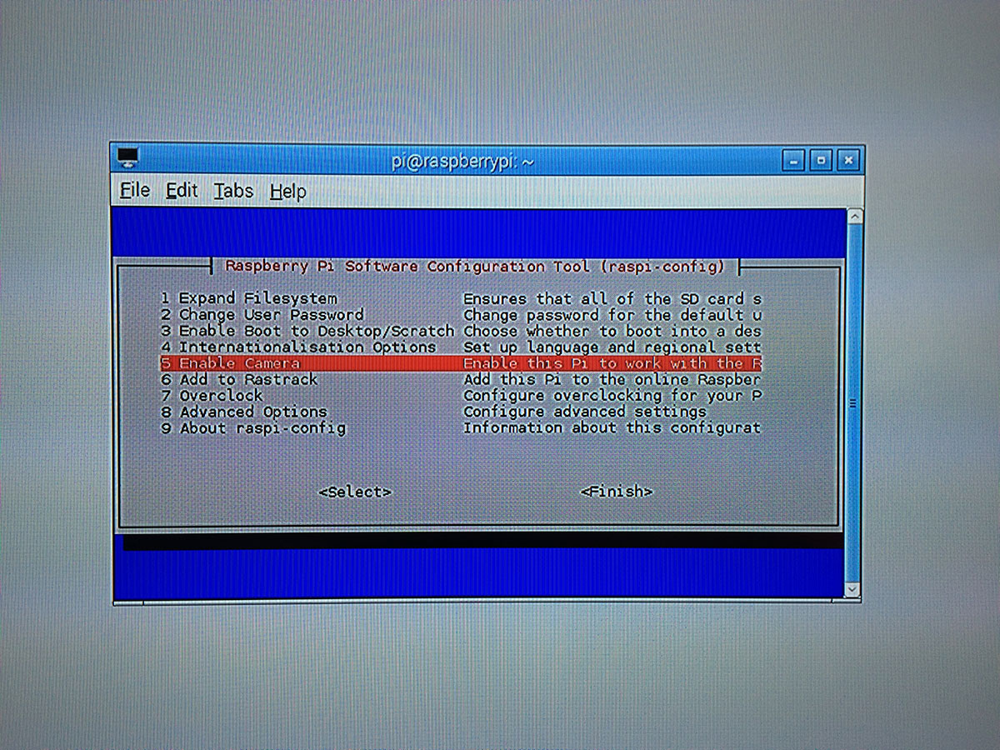 pi@raspberrypi: ~
File Edit Tabs Help
Raspberry Pi Software Configuration Tool (raspi-config)
1 Expand Filesystem Ensures that all of the SD card s
2 Change User Password Change password for the default u
3 Enable Boot to Desktop/Scratch Choose whether to boot into a des
4 Internationalisation Options Set up language and regional sett
5 Enable Camera Enable this Pi to work with the R
6 Add to Rastrack Add this Pi to the online Raspber
7 Overclock Configure overclocking for your P
8 Advanced Options Configure advanced settings
9 About raspi-config Information about this configurat
<Select> <Finish>